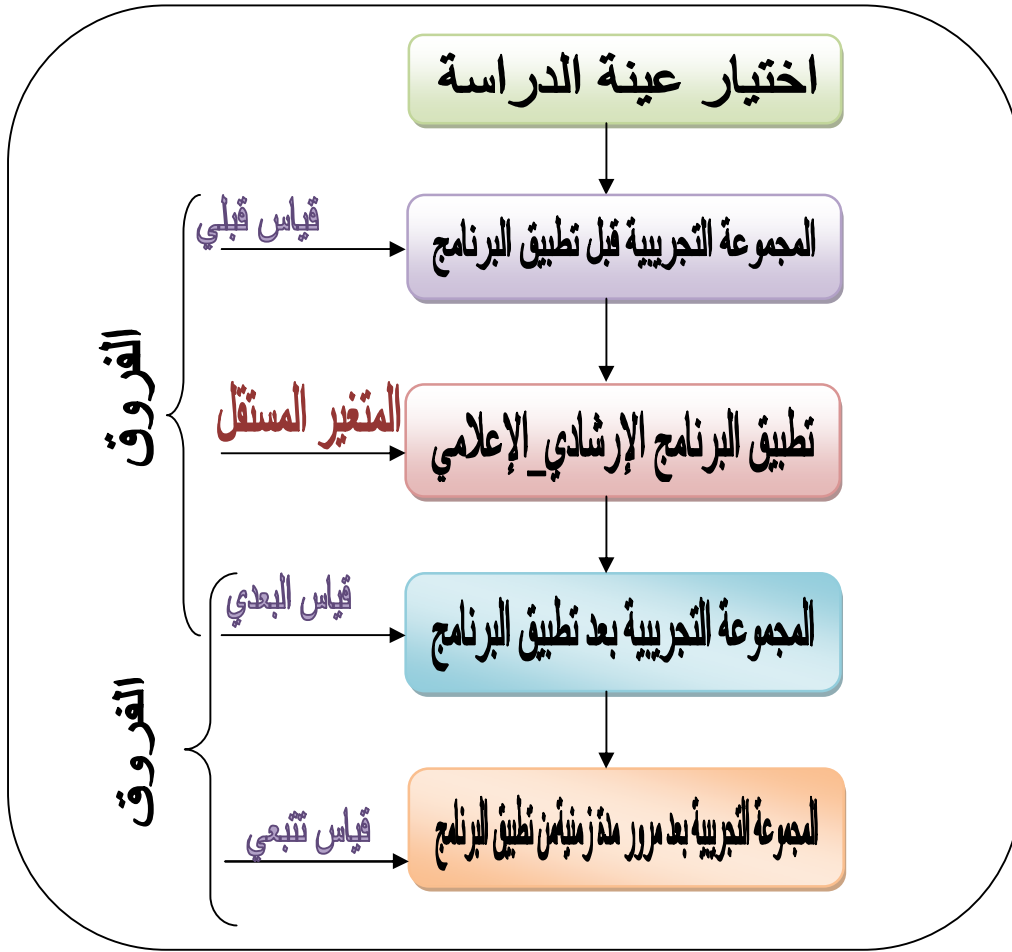 اختيار عينة الدراسة
قياس قبلي
المجموعة التجريبية قبل تطبيق البرنامج
الفروق
المتغير المستقل
تطبيق البرنامج الإرشادي_الإعلامي
قياس البعدي
المجموعة التجريبية بعد تطبيق البرنامج
الفروق
قياس تتبعي
المجموعة التجريبية بعد مرور مدة زمنيةمن تطبيق البرنامج